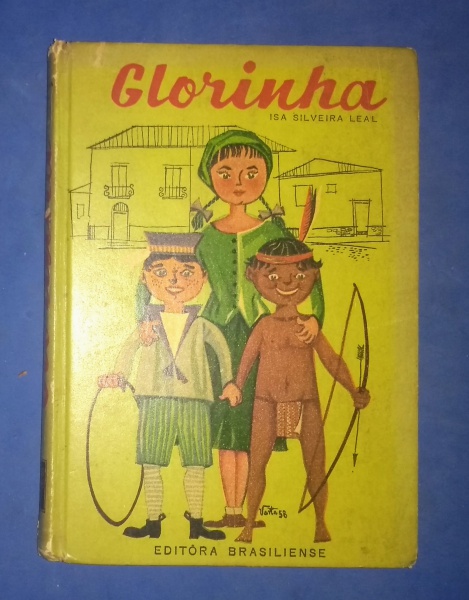 Glorinha
ISA SILVEIRA LEAL
EDITÔRA BRASILIENSE